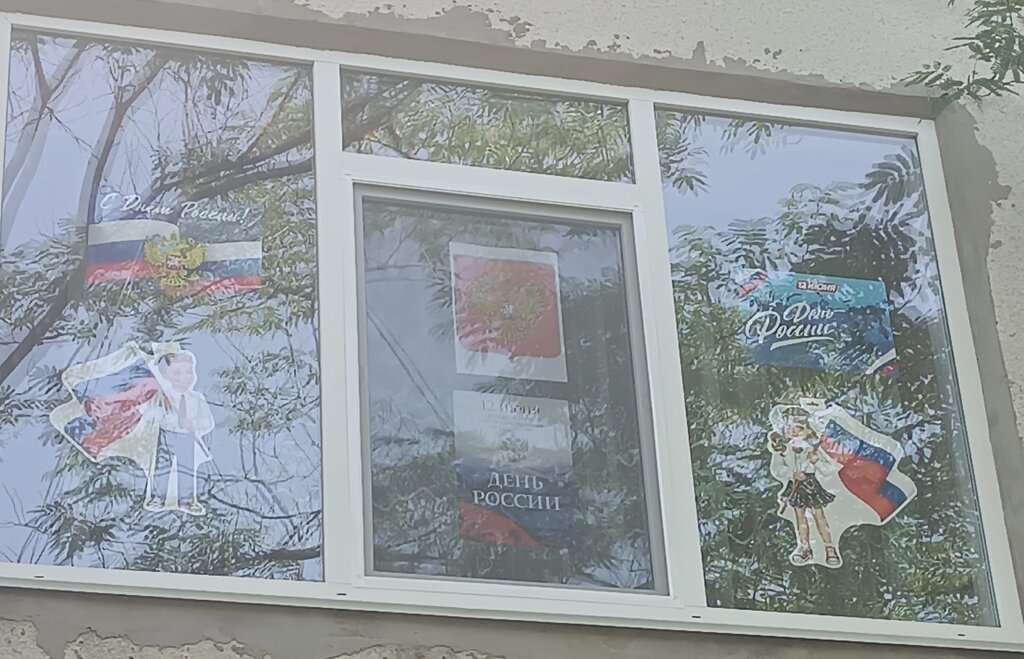 С Днём России!
12 июня
ДЕНЬ
РОССИИ
12 ИЮНЯ
День
России